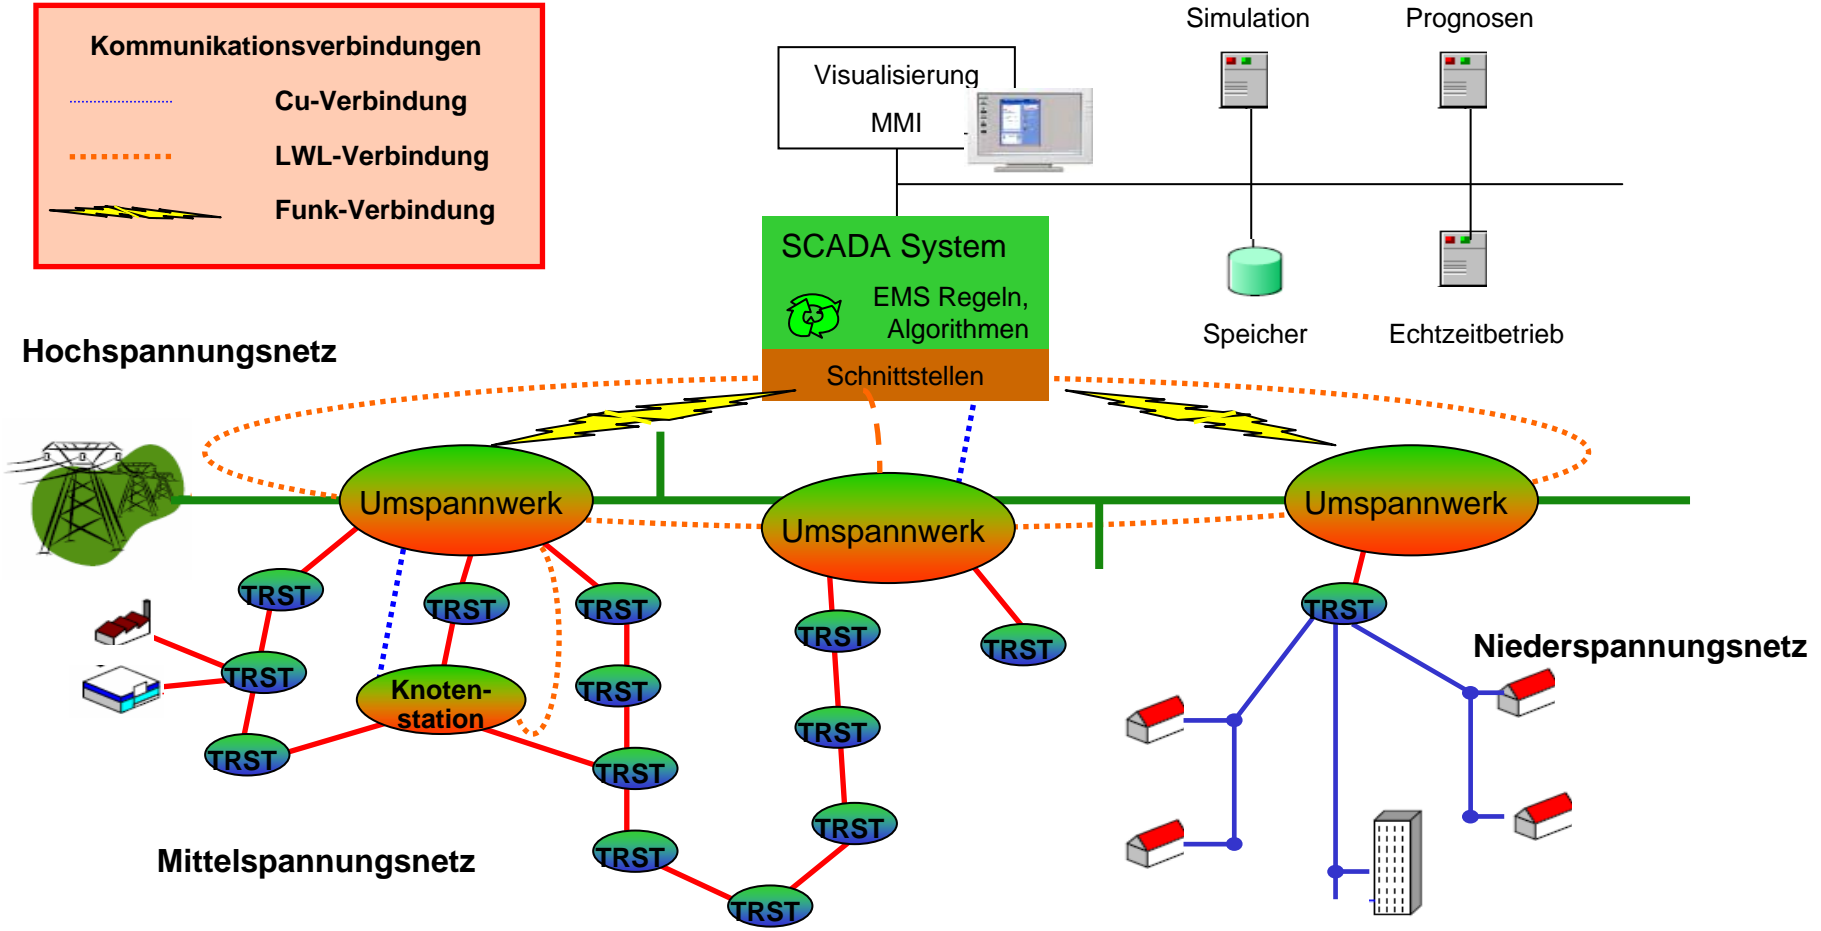 Kommunikationsverbindungen
Cu-Verbindung
LWL-Verbindung
Funk-Verbindung
Simulation
Prognosen
Visualisierung
MMI
SCADA System
EMS Regeln,
Algorithmen
Schnittstellen
Speicher
Echtzeitbetrieb
Hochspannungsnetz
Umspannwerk
Umspannwerk
Umspannwerk
TRST
TRST
TRST
TRST
TRST
TRST
TRST
Niederspannungsnetz
TRST
TRST
Knoten-
station
TRST
TRST
TRST
TRST
TRST
Mittelspannungsnetz
TRST